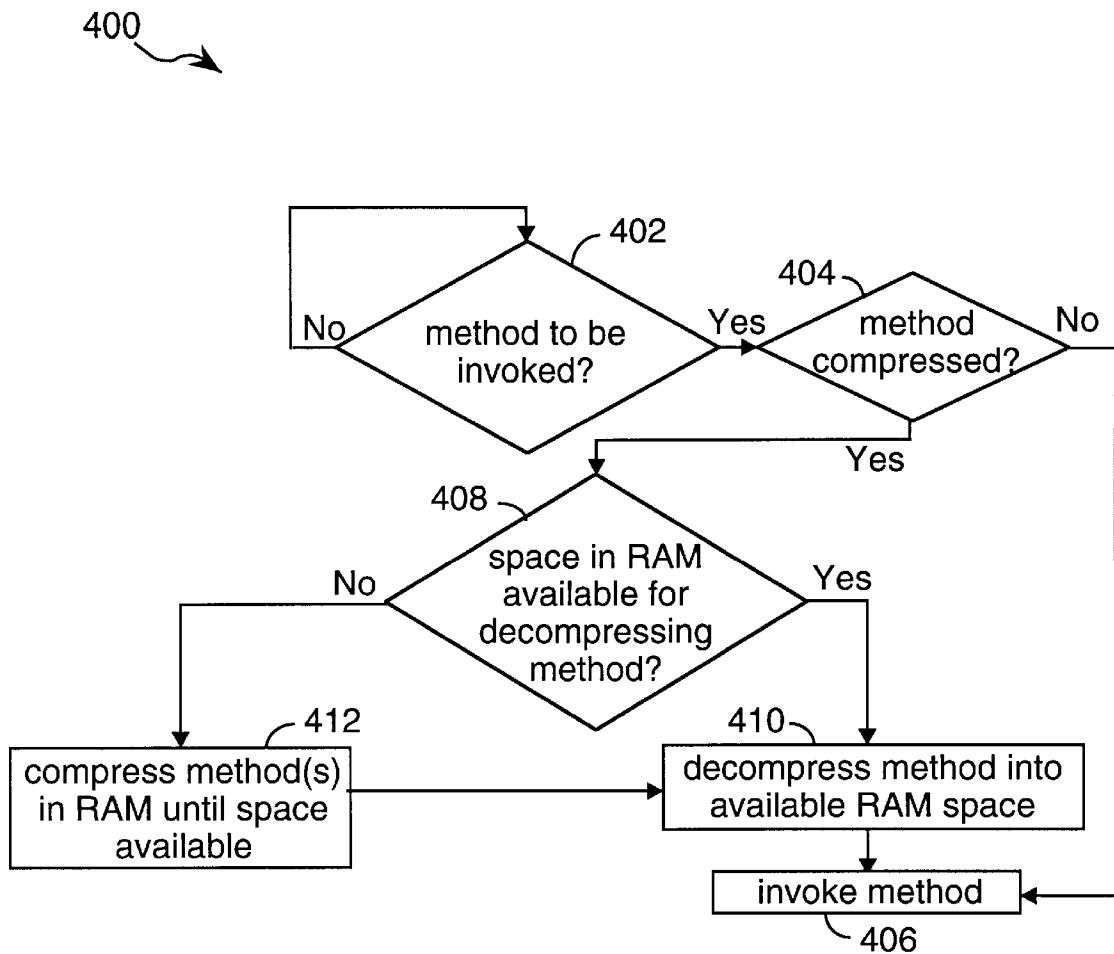 400
402
404
No
method to be
invoked?
Yes
method
compressed?
No
Yes
408
space in RAM
available for
decompressing
method?
No
Yes
412
compress method(s)
in RAM until space
available
410
decompress method into
available RAM space
invoke method
406